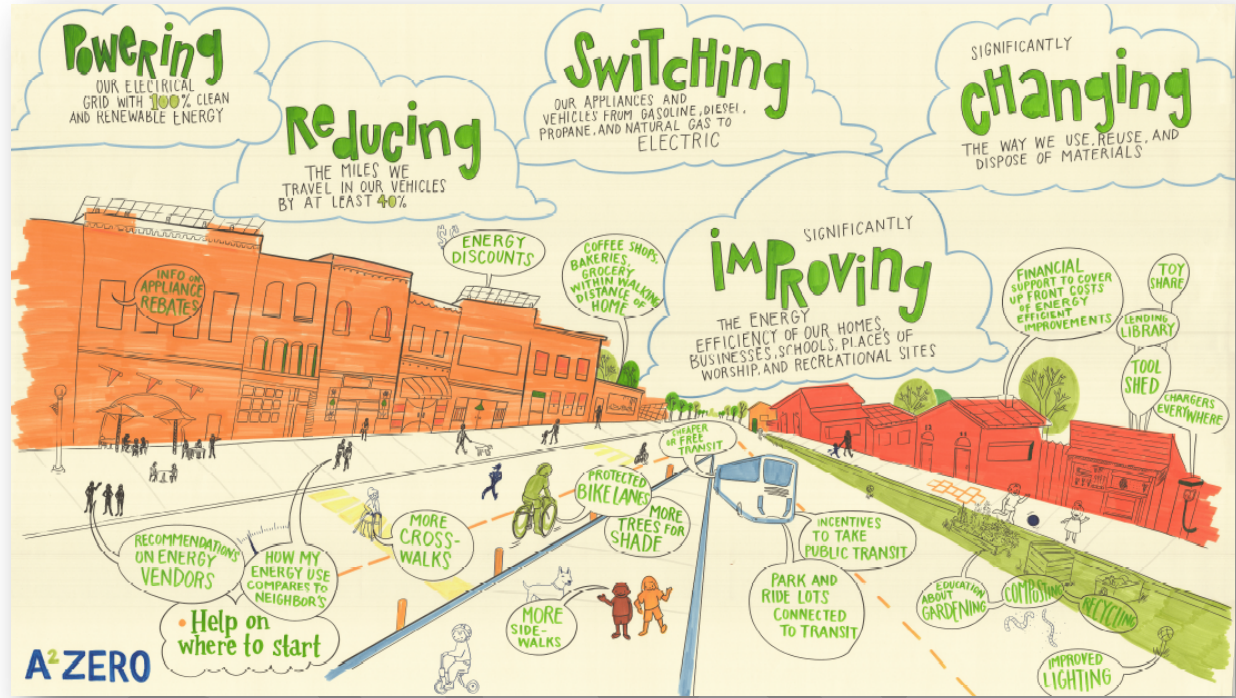 POWERING
OUR ELECTRICAL
GRID WITH 100% CLEAN
AND RENEWABLE ENERGY
REDUCING
THE MILES WE
TRAVEL IN OUR VEHICLES
BY AT LEAST 40%
SWITCHING
OUR APPLIANCES AND
VEHICLES FROM GASOLINE, DIESEL,
PROPANE, AND NATURAL GAS TO
ELECTRIC
SIGNIFICANTLY
CHANGING
THE WAY WE USE, REUSE, AND
DISPOSE OF MATERIALS
SIGNIFICANTLY
IMPROVING
THE ENERGY
EFFICIENCY OF OUR HOMES,
BUSINESSES, SCHOOLS, PLACES OF
WORSHIP, AND RECREATIONAL SITES
INFO ON
APPLIANCE
REBATES
ENERGY
DISCOUNTS
COFFEE SHOPS,
BAKERIES,
GROCERY
WITHIN WALKING
DISTANCE OF
HOME
FINANCIAL
SUPPORT TO COVER
UP FRONT COSTS
OF ENERGY
EFFICIENT
IMPROVEMENTS
TOY
SHARE
LENDING
LIBRARY
TOOL
SHED
CHARGERS
EVERYWHERE
CHEAPER
OR FREE
TRANSIT
PROTECTED
BIKE LANES
MORE
TREES FOR
SHADE
MORE
CROSS-
WALKS
RECOMMENDATIONS
ON ENERGY
VENDORS
HOW MY
ENERGY USE
COMPARES TO
NEIGHBOR'S
• Help on
where to start
MORE
SIDE-
WALKS
INCENTIVES
TO TAKE
PUBLIC TRANSIT
PARK AND
RIDE LOTS
CONNECTED
TO TRANSIT
EDUCATION
ABOUT
GARDENING
COMPOSTING
RECYCLING
IMPROVED
LIGHTING
A²ZERO